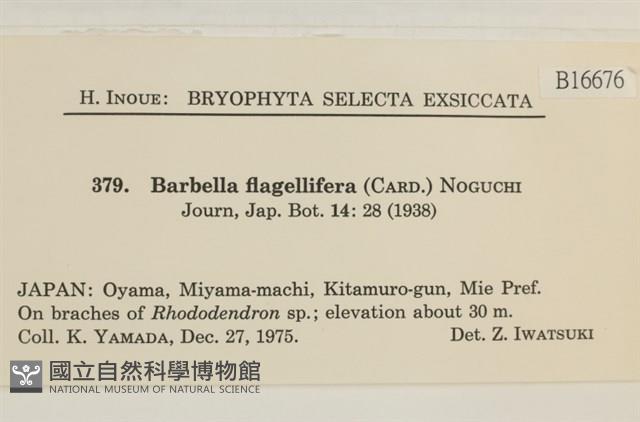 B16676
H. INOUE: BRYOPHYTA SELECTA EXSICCATA
379. Barbella flagellifera (CARD.) NOGUCHI
Journ, Jap. Bot. 14: 28 (1938)
JAPAN: Oyama, Miyama-machi, Kitamuro-gun, Mie Pref.
On braches of Rhododendron sp.; elevation about 30 m.
Coll. K. YAMADA, Dec. 27, 1975. Det. Z. IWATSUKI
國立自然科學博物館
NATIONAL MUSEUM OF NATURAL SCIENCE